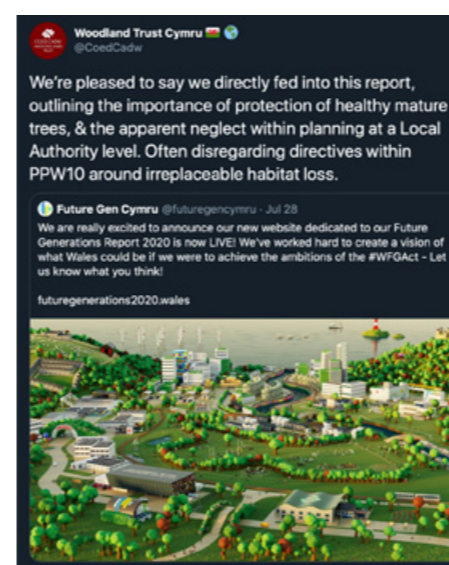 Woodland Trust Cymru
@CoedCadw
We're pleased to say we directly fed into this report,
outlining the importance of protection of healthy mature
trees, & the apparent neglect within planning at a Local
Authority level. Often disregarding directives within
PPW10 around irreplaceable habitat loss.
Future Gen Cymru @futuregencymru · Jul 28
We are really excited to announce our new website dedicated to our Future
Generations Report 2020 is now LIVE! We've worked hard to create a vision of
what Wales could be if we were to achieve the ambitions of the #WFGAct - Let
us know what you think!
futuregenerations2020.wales